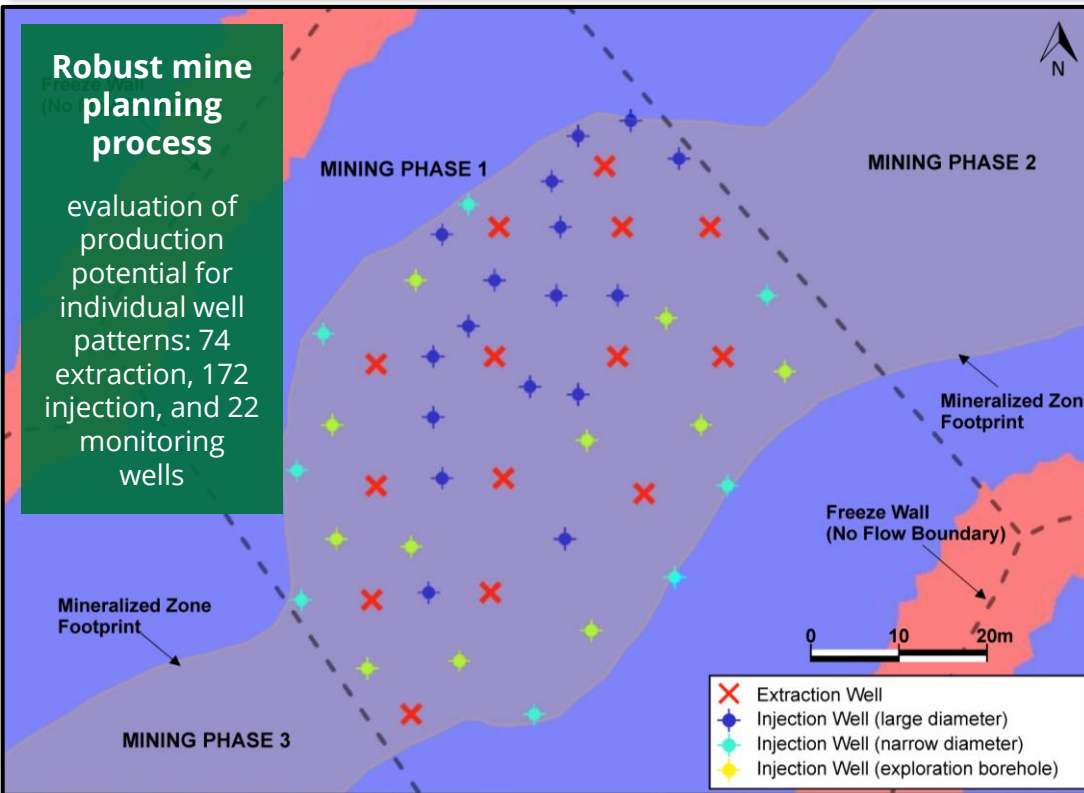 Robust mine
planning
process
evaluation of
production
potential for
individual well
patterns: 74
extraction, 172
injection, and 22
monitoring
wells
Freeze Wall
(No F
N
MINING PHASE 1
MINING PHASE 2
Mineralized Zon
Footprint
Freeze Wall
(No Flow Boundary)
Mineralized Zone
Footprint
0 10 20m
MINING PHASE 3
Extraction Well
Injection Well (large diameter)
Injection Well (narrow diameter)
Injection Well (exploration borehole)